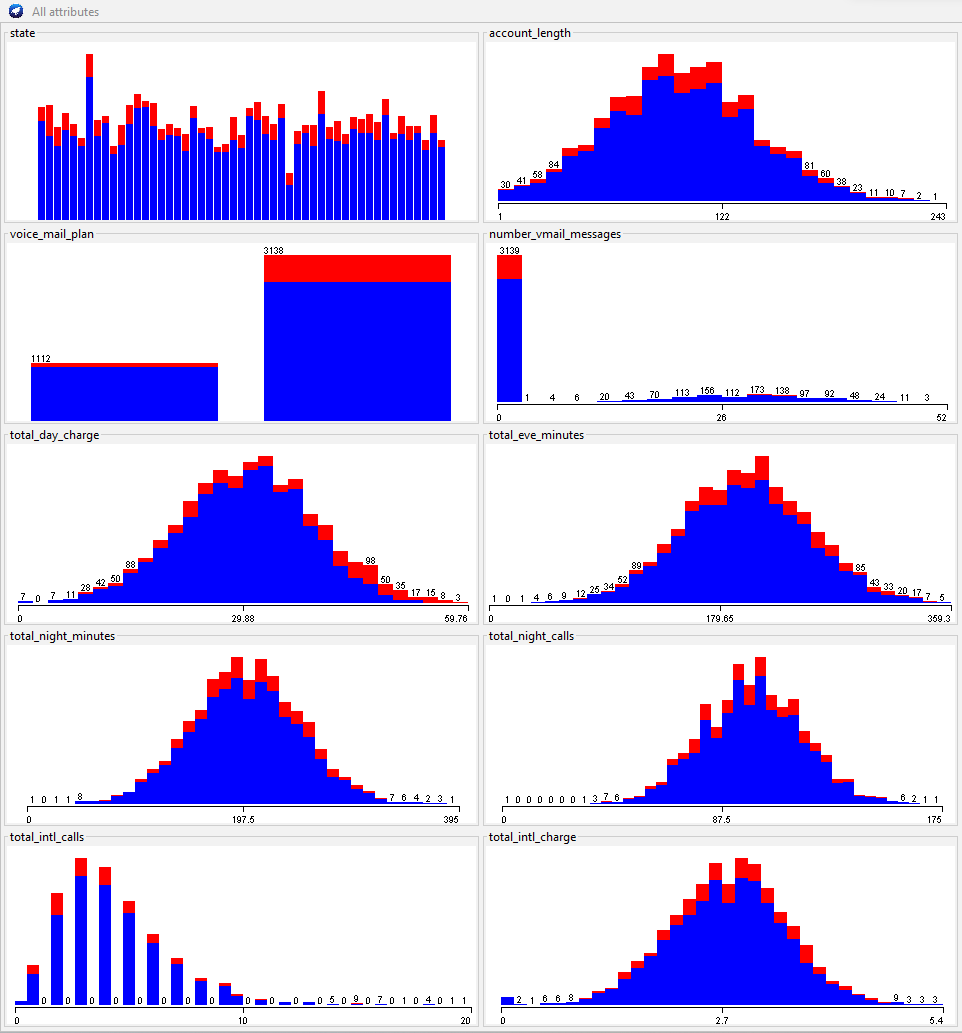 All attributes
state
account_length
30 41 58 84 81 60 38 23 11 10 7 2 1
1 122 243
voice_mail_plan
1112 3138
number_vmail_messages
3139 1 4 6 20 43 70 113 156 112 173 138 97 92 48 24 11 3
0 26 52
total_day_charge
7 0 7 11 28 42 50 88 98 50 35 17 15 8 3
0 29.88 59.76
total_eve_minutes
1 0 1 4 6 9 12 25 34 52 89 85 43 33 20 17 7 5
0 179.65 359.3
total_night_minutes
1 0 1 1 8 7 6 4 2 3 1
0 197.5 395
total_night_calls
1 0 0 0 0 0 0 1 3 7 6 6 2 1 1
0 87.5 175
total_intl_calls
0 0 0 0 0 0 0 0 0 0 0 0 0 5 0 9 0 7 0 1 0 4 0 1 1
0 10 20
total_intl_charge
2 1 6 6 8 9 3 3 3
0 2.7 5.4